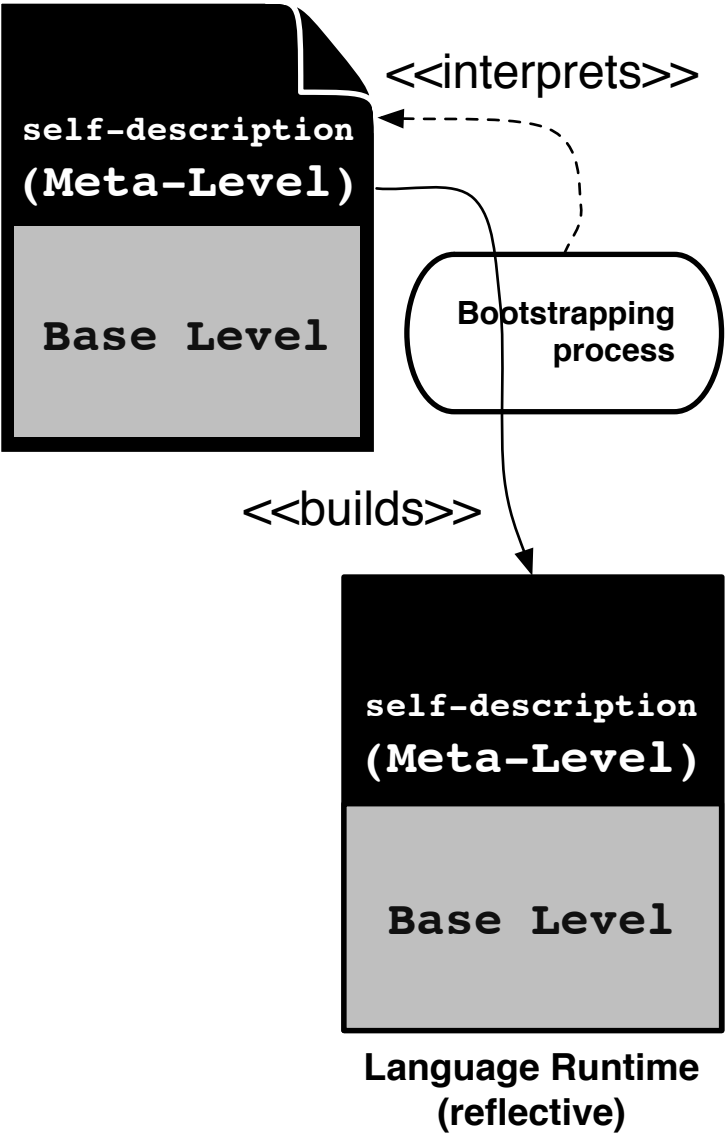 <<interprets>>
self-description
(Meta-Level)
Base Level
Bootstrapping
process
<<builds>>
self-description
(Meta-Level)
Base Level
Language Runtime
(reflective)